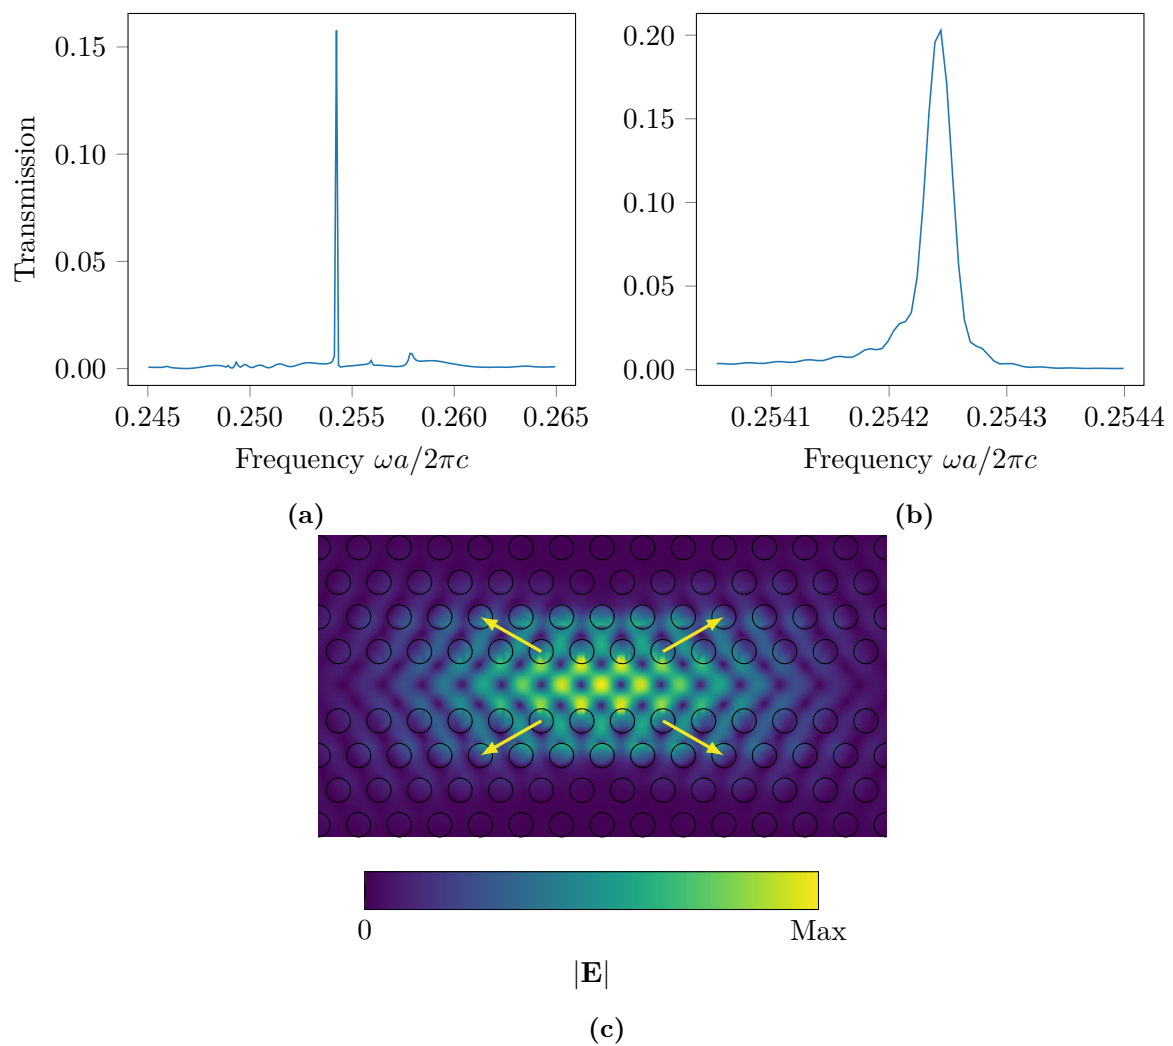 Transmission
0.15
0.10
0.05
0.00
0.245 0.250 0.255 0.260 0.265
Frequency ωa/2πc
(a)
0.20
0.15
0.10
0.05
0.00
0.2541 0.2542 0.2543 0.2544
Frequency ωa/2πc
(b)
0 Max
|E|
(c)